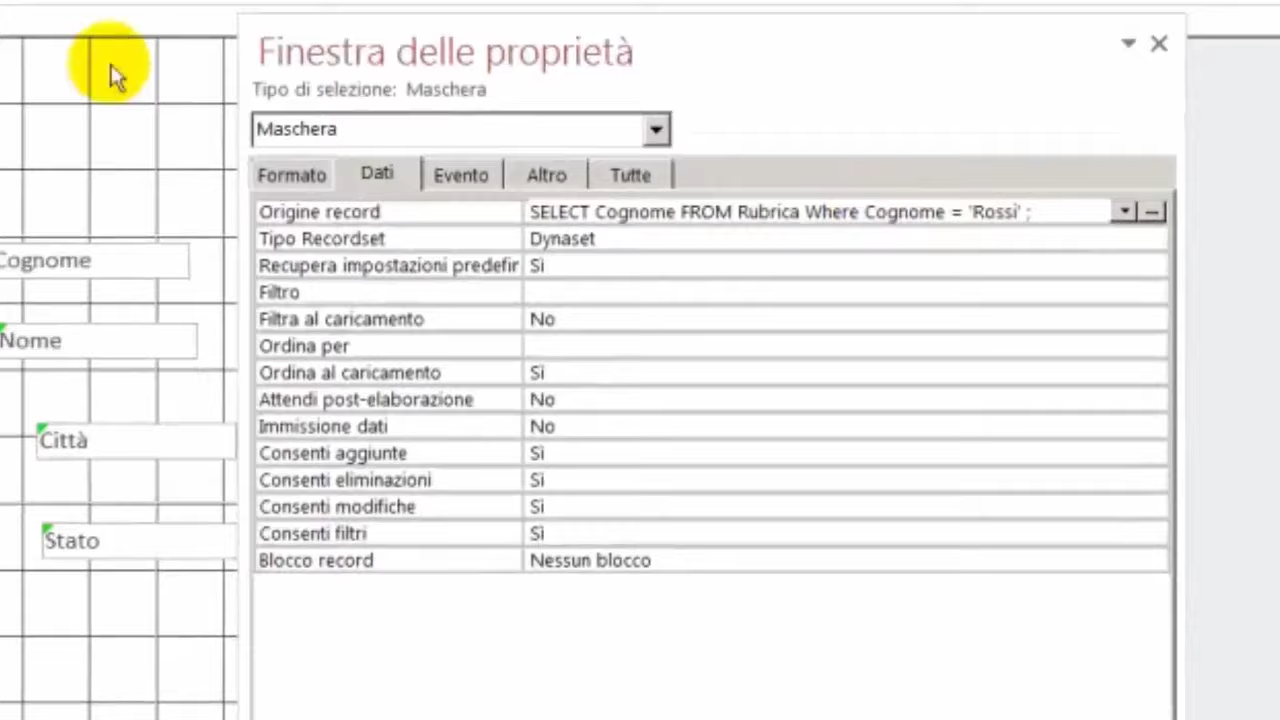 Finestra delle proprietà
Tipo di selezione: Maschera
Maschera
Formato Dati Evento Altro Tutte
Origine record SELECT Cognome FROM Rubrica Where Cognome = 'Rossi' ;
Tipo Recordset Dynaset
Recupera impostazioni predefir Sì
Filtro
Filtra al caricamento No
Ordina per
Ordina al caricamento Sì
Attendi post-elaborazione No
Immissione dati No
Consenti aggiunte Sì
Consenti eliminazioni Sì
Consenti modifiche Sì
Consenti filtri Sì
Blocco record Nessun blocco
Cognome
Nome
Città
Stato